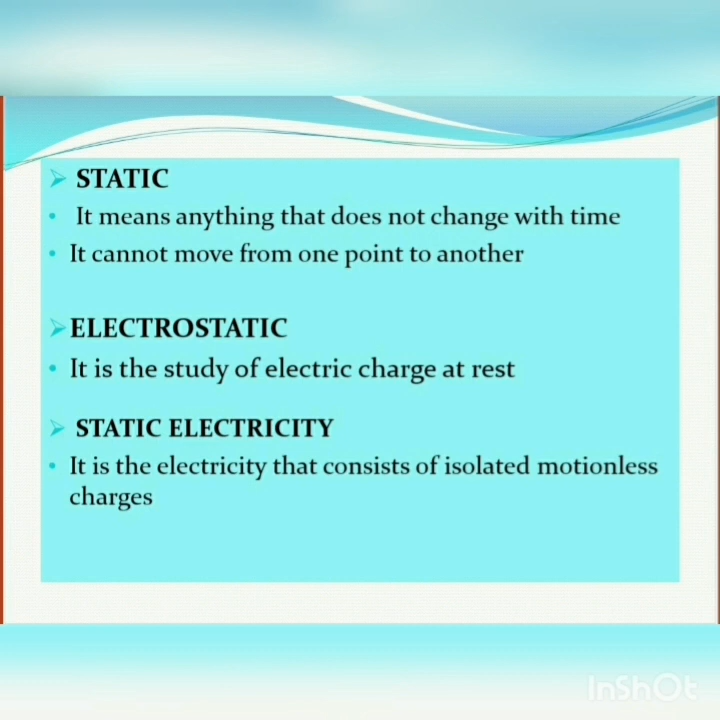 STATIC
It means anything that does not change with time
It cannot move from one point to another
ELECTROSTATIC
It is the study of electric charge at rest
STATIC ELECTRICITY
It is the electricity that consists of isolated motionless
charges
InShOt